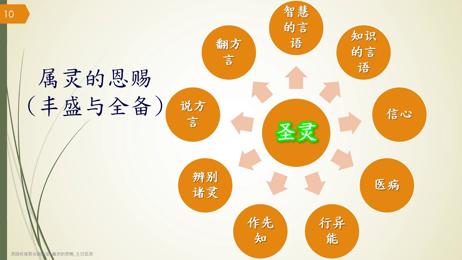 10
属灵的恩赐
（丰盛与全备）
圣灵
智慧
的言
语
知识
的言
语
信心
医病
行异
能
作先
知
辨别
诸灵
说方
言
翻方
言